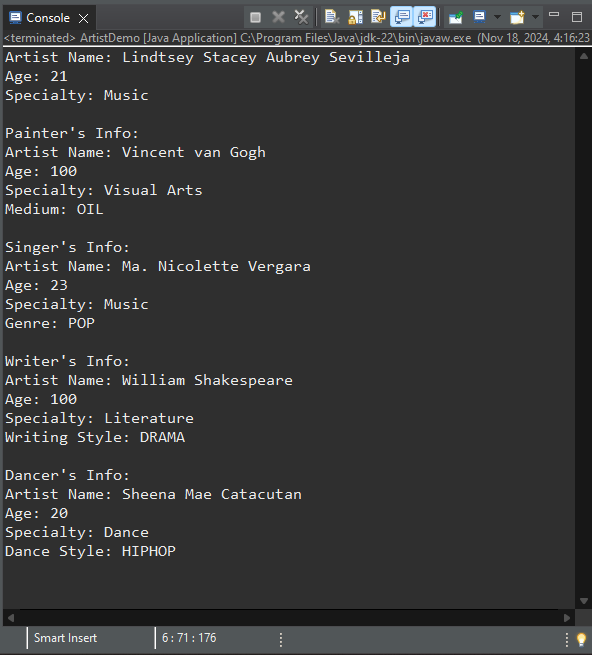 Console
<terminated> ArtistDemo [Java Application] C:\Program Files\Java\jdk-22\bin\javaw.exe (Nov 18, 2024, 4:16:23
Artist Name: Lindtsey Stacey Aubrey Sevilleja
Age: 21
Specialty: Music
Painter's Info:
Artist Name: Vincent van Gogh
Age: 100
Specialty: Visual Arts
Medium: OIL
Singer's Info:
Artist Name: Ma. Nicolette Vergara
Age: 23
Specialty: Music
Genre: POP
Writer's Info:
Artist Name: William Shakespeare
Age: 100
Specialty: Literature
Writing Style: DRAMA
Dancer's Info:
Artist Name: Sheena Mae Catacutan
Age: 20
Specialty: Dance
Dance Style: HIPHOP
Smart Insert 6 : 71 : 176